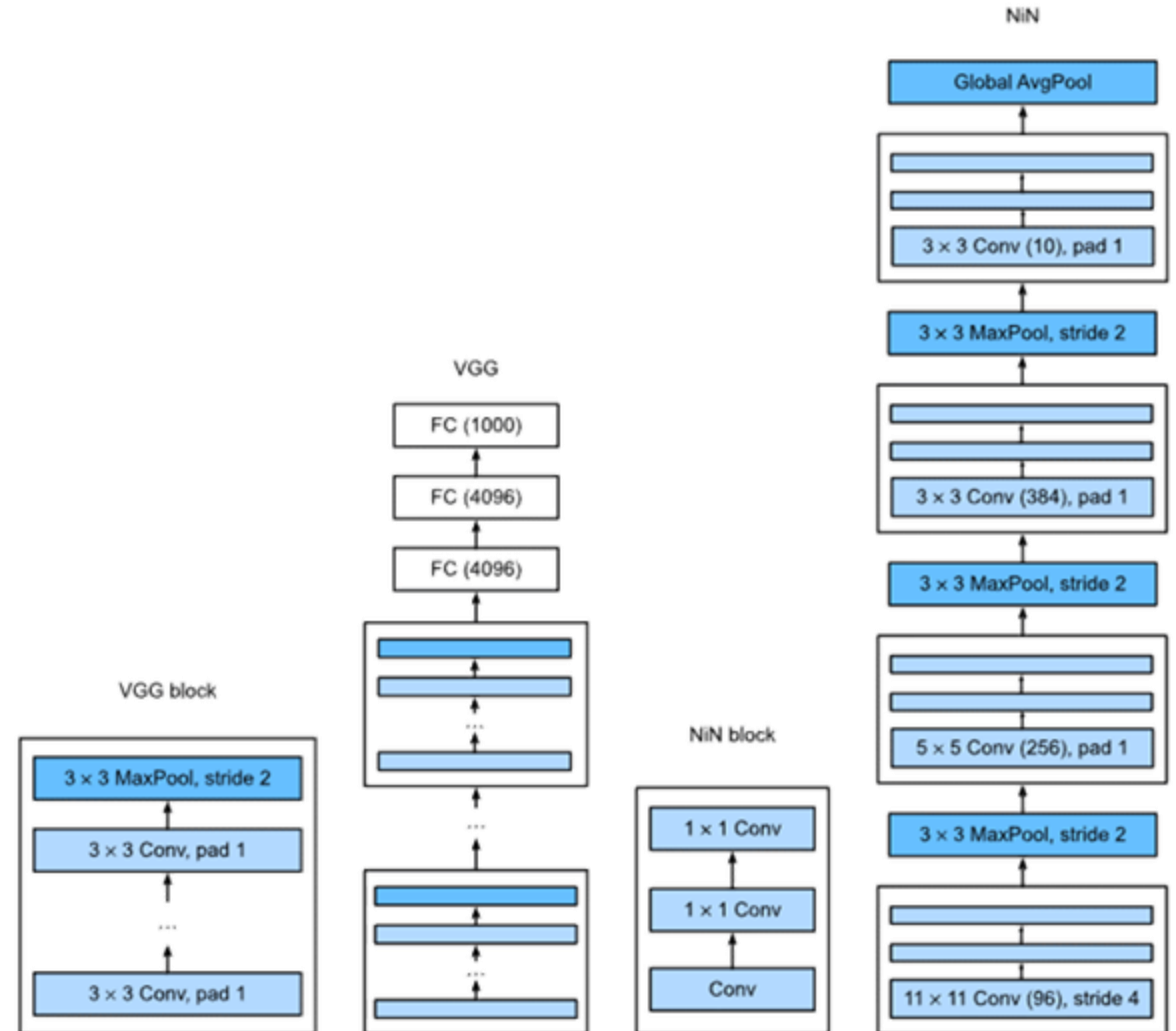 VGG block
3 × 3 MaxPool, stride 2
3 × 3 Conv, pad 1
...
3 × 3 Conv, pad 1
VGG
FC (1000)
FC (4096)
FC (4096)
...
...
...
NiN block
1 × 1 Conv
1 × 1 Conv
Conv
NiN
Global AvgPool
3 × 3 Conv (10), pad 1
3 × 3 MaxPool, stride 2
3 × 3 Conv (384), pad 1
3 × 3 MaxPool, stride 2
5 × 5 Conv (256), pad 1
3 × 3 MaxPool, stride 2
11 × 11 Conv (96), stride 4